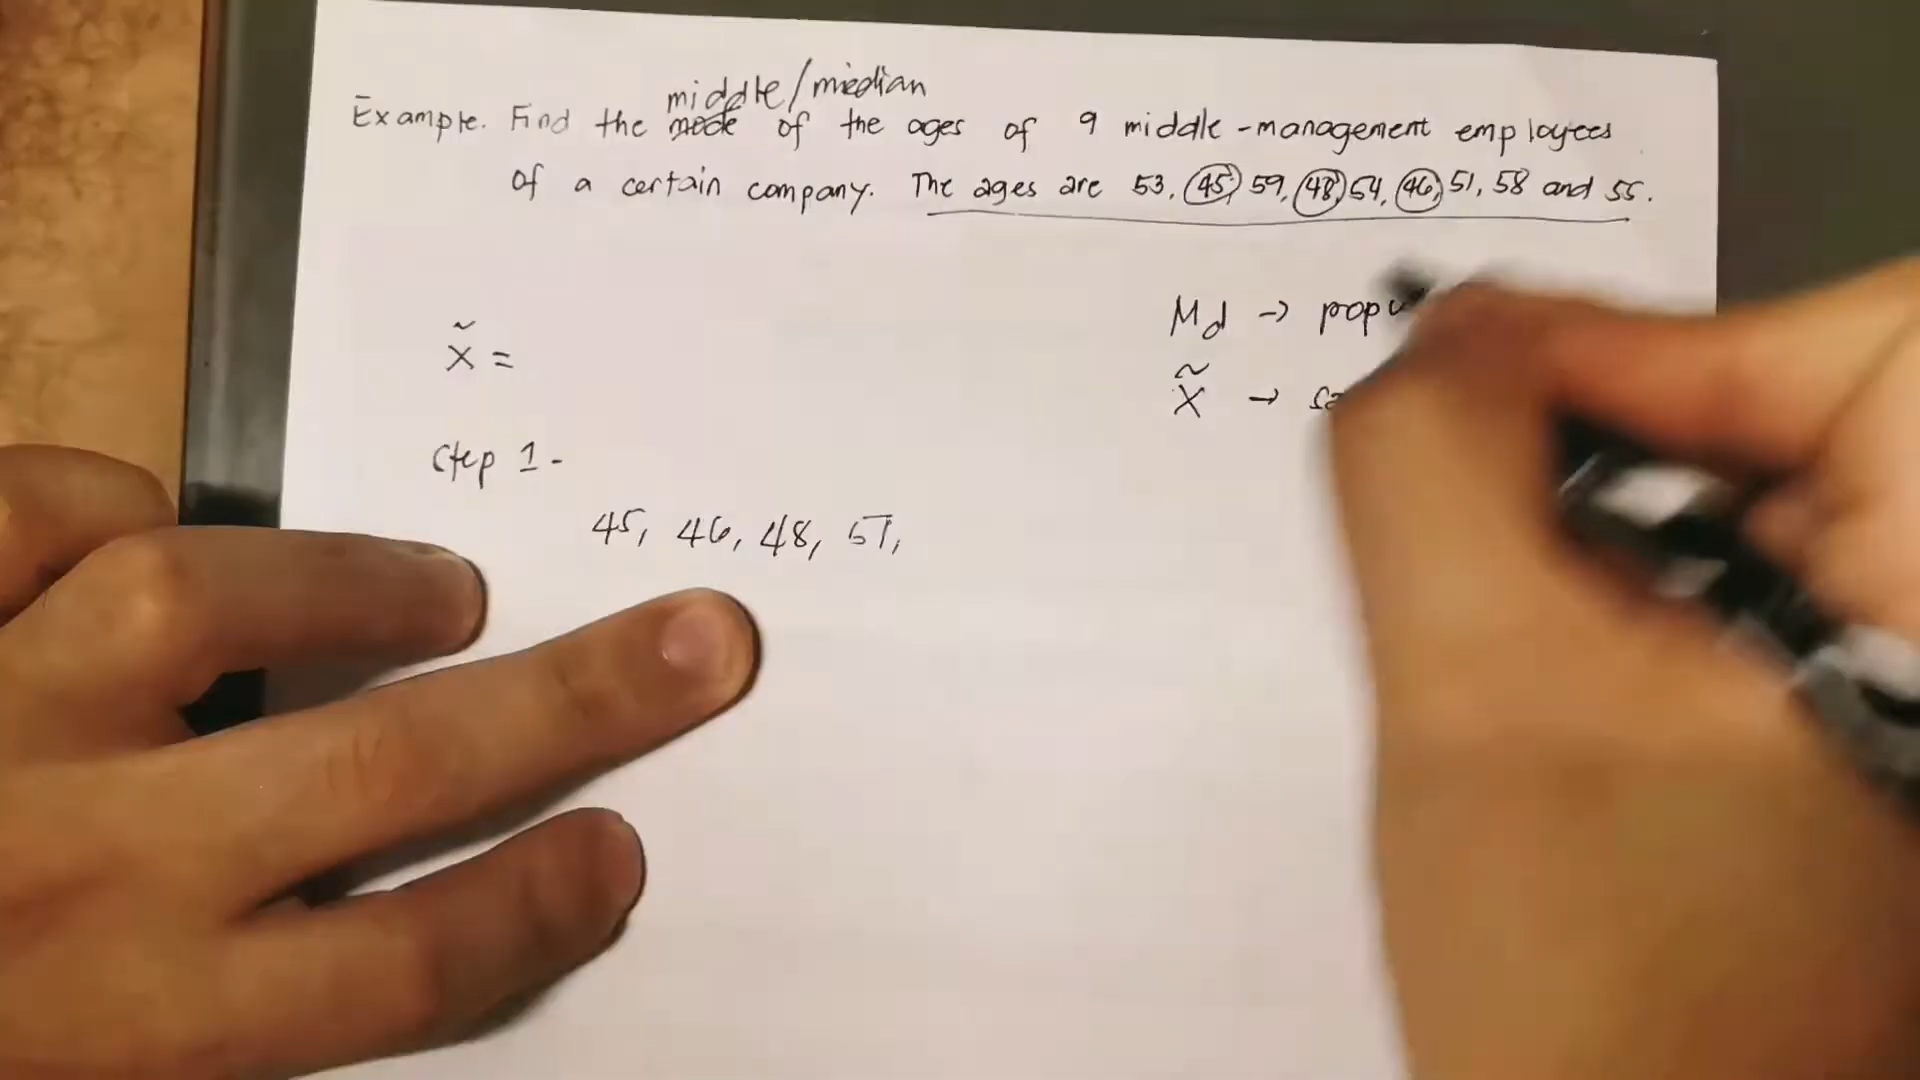 middle/median
Example. Find the mode of the ages of 9 middle-management employees
of a certain company. The ages are 53, 45, 59, 48, 54, 46, 51, 58 and 55.
Md →
x̃ =
x̃ →
Step 1-
45, 46, 48, 51,